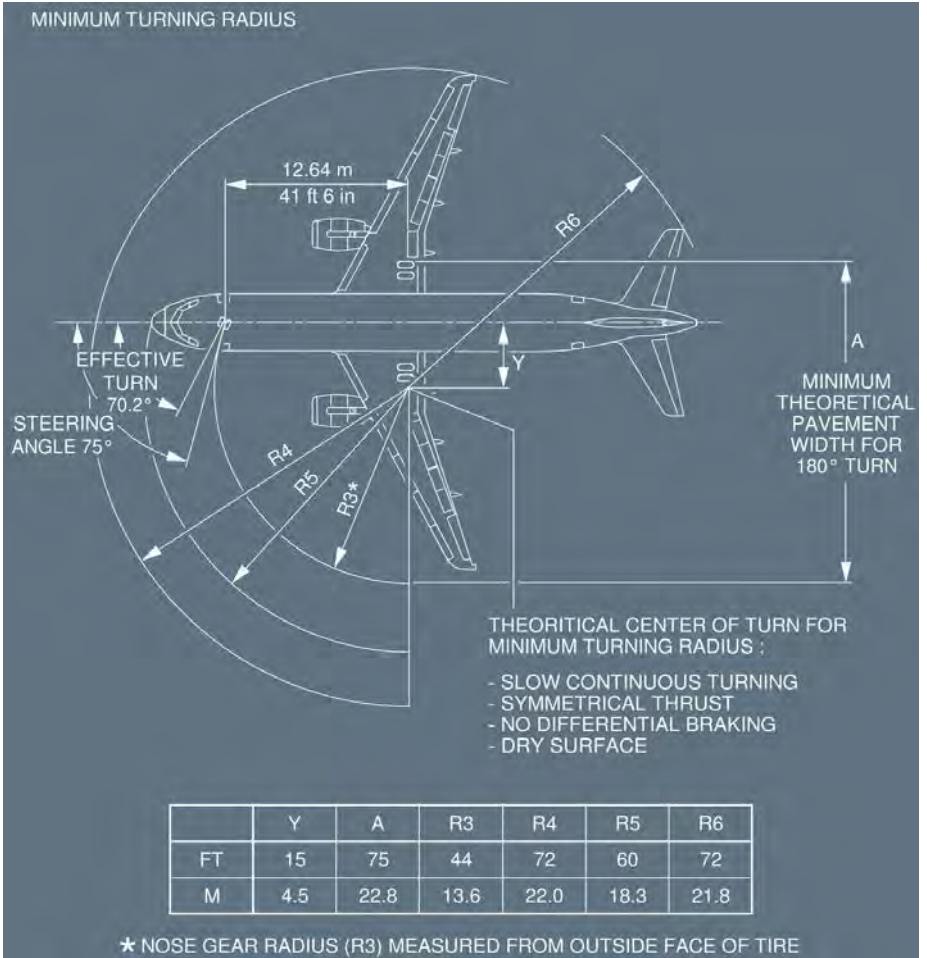 MINIMUM TURNING RADIUS
12.64 m
41 ft 6 in
R6
EFFECTIVE
TURN
70.2°
STEERING
ANGLE 75°
Y
A
MINIMUM
THEORETICAL
PAVEMENT
WIDTH FOR
180° TURN
R4
R5
R3*
THEORITICAL CENTER OF TURN FOR
MINIMUM TURNING RADIUS :
- SLOW CONTINUOUS TURNING
- SYMMETRICAL THRUST
- NO DIFFERENTIAL BRAKING
- DRY SURFACE
Y A R3 R4 R5 R6
FT 15 75 44 72 60 72
M 4.5 22.8 13.6 22.0 18.3 21.8
* NOSE GEAR RADIUS (R3) MEASURED FROM OUTSIDE FACE OF TIRE